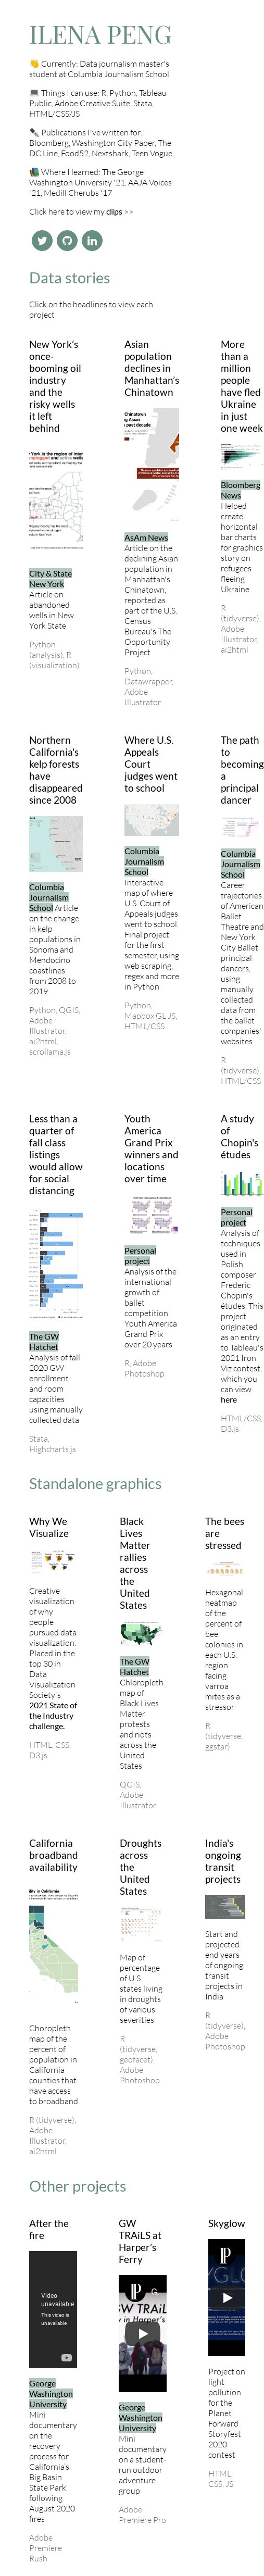 ILENA PENG
👋 Currently: Data journalism master's
student at Columbia Journalism School
💻 Things I can use: R, Python, Tableau
Public, Adobe Creative Suite, Stata,
HTML/CSS/JS
✒️ Publications I've written for:
Bloomberg, Washington City Paper, The
DC Line, Food52, Nextshark, Teen Vogue
📚 Where I learned: The George
Washington University '21, AAJA Voices
'21, Medill Cherubs '17
Click here to view my clips >>
Data stories
Click on the headlines to view each
project
New York's
once-
booming oil
industry
and the
risky wells
it left
behind
City & State
New York
Article on
abandoned
wells in New
York State
Python
(analysis), R
(visualization)
Asian
population
declines in
Manhattan's
Chinatown
AsAm News
Article on the
declining Asian
population in
Manhattan's
Chinatown,
reported as
part of the U.S.
Census
Bureau's The
Opportunity
Project
Python,
Datawrapper,
Adobe
Illustrator
More
than a
million
people
have fled
Ukraine
in just
one week
Bloomberg
News
Helped
create
horizontal
bar charts
for graphics
story on
refugees
fleeing
Ukraine
R
(tidyverse),
Adobe
Illustrator,
ai2html
Northern
California's
kelp forests
have
disappeared
since 2008
Columbia
Journalism
School Article
on the change
in kelp
populations in
Sonoma and
Mendocino
coastlines
from 2008 to
2019
Python, QGIS,
Adobe
Illustrator,
ai2html,
scrollama.js
Where U.S.
Appeals
Court
judges went
to school
Columbia
Journalism
School
Interactive
map of where
U.S. Court of
Appeals judges
went to school.
Final project
for the first
semester, using
web scraping,
regex and more
in Python
Python,
Mapbox GL JS,
HTML/CSS
The path
to
becoming
a
principal
dancer
Columbia
Journalism
School
Career
trajectories
of American
Ballet
Theatre and
New York
City Ballet
principal
dancers,
using
manually
collected
data from
the ballet
companies'
websites
R
(tidyverse),
HTML/CSS
Less than a
quarter of
fall class
listings
would allow
for social
distancing
The GW
Hatchet
Analysis of fall
2020 GW
enrollment
and room
capacities
using manually
collected data
Stata,
Highcharts.js
Youth
America
Grand Prix
winners and
locations
over time
Personal
project
Analysis of the
international
growth of
ballet
competition
Youth America
Grand Prix
over 20 years
R, Adobe
Photoshop
A study
of
Chopin's
études
Personal
project
Analysis of
techniques
used in
Polish
composer
Frederic
Chopin's
études. This
project
originated
as an entry
to Tableau's
2021 Iron
Viz contest,
which you
can view
here
HTML/CSS,
D3.js
Standalone graphics
Why We
Visualize
Creative
visualization
of why
people
pursued data
visualization.
Placed in the
top 30 in
Data
Visualization
Society's
2021 State of
the Industry
challenge.
HTML, CSS,
D3.js
Black
Lives
Matter
rallies
across
the
United
States
The GW
Hatchet
Chloropleth
map of
Black Lives
Matter
protests
and riots
across the
United
States
QGIS,
Adobe
Illustrator
The bees
are
stressed
Hexagonal
heatmap
of the
percent of
bee
colonies in
each U.S.
region
facing
varroa
mites as a
stressor
R
(tidyverse,
ggstar)
California
broadband
availability
Choropleth
map of the
percent of
population in
California
counties that
have access
to broadband
R (tidyverse),
Adobe
Illustrator,
ai2html
Droughts
across
the
United
States
Map of
percentage
of U.S.
states living
in droughts
of various
severities
R
(tidyverse,
geofacet),
Adobe
Photoshop
India's
ongoing
transit
projects
Start and
projected
end years
of ongoing
transit
projects in
India
R
(tidyverse),
Adobe
Photoshop
Other projects
After the
fire
Video
unavailable
This video is
unavailable
George
Washington
University
Mini
documentary
on the
recovery
process for
California's
Big Basin
State Park
following
August 2020
fires
Adobe
Premiere
Rush
GW
TRAiLS at
Harper's
Ferry
George
Washington
University
Mini
documentary
on a student-
run outdoor
adventure
group
Adobe
Premiere Pro
Skyglow
Project on
light
pollution
for the
Planet
Forward
Storyfest
2020
contest
HTML,
CSS, JS